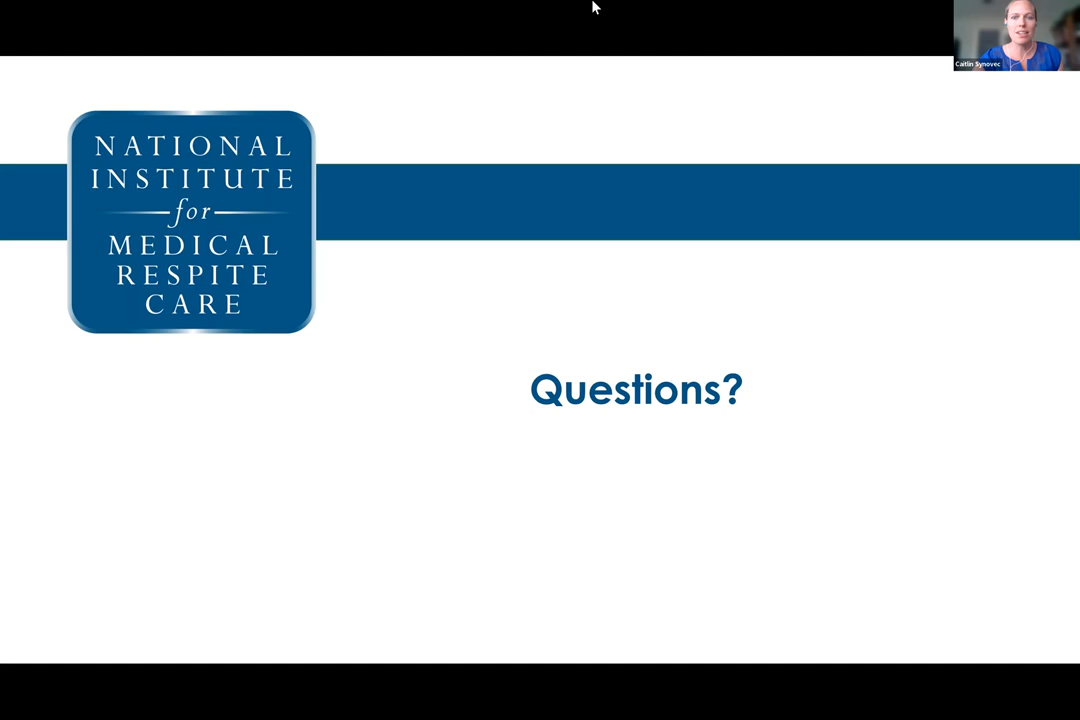 Caitlin Synovec
NATIONAL
INSTITUTE
for
MEDICAL
RESPITE
CARE
Questions?